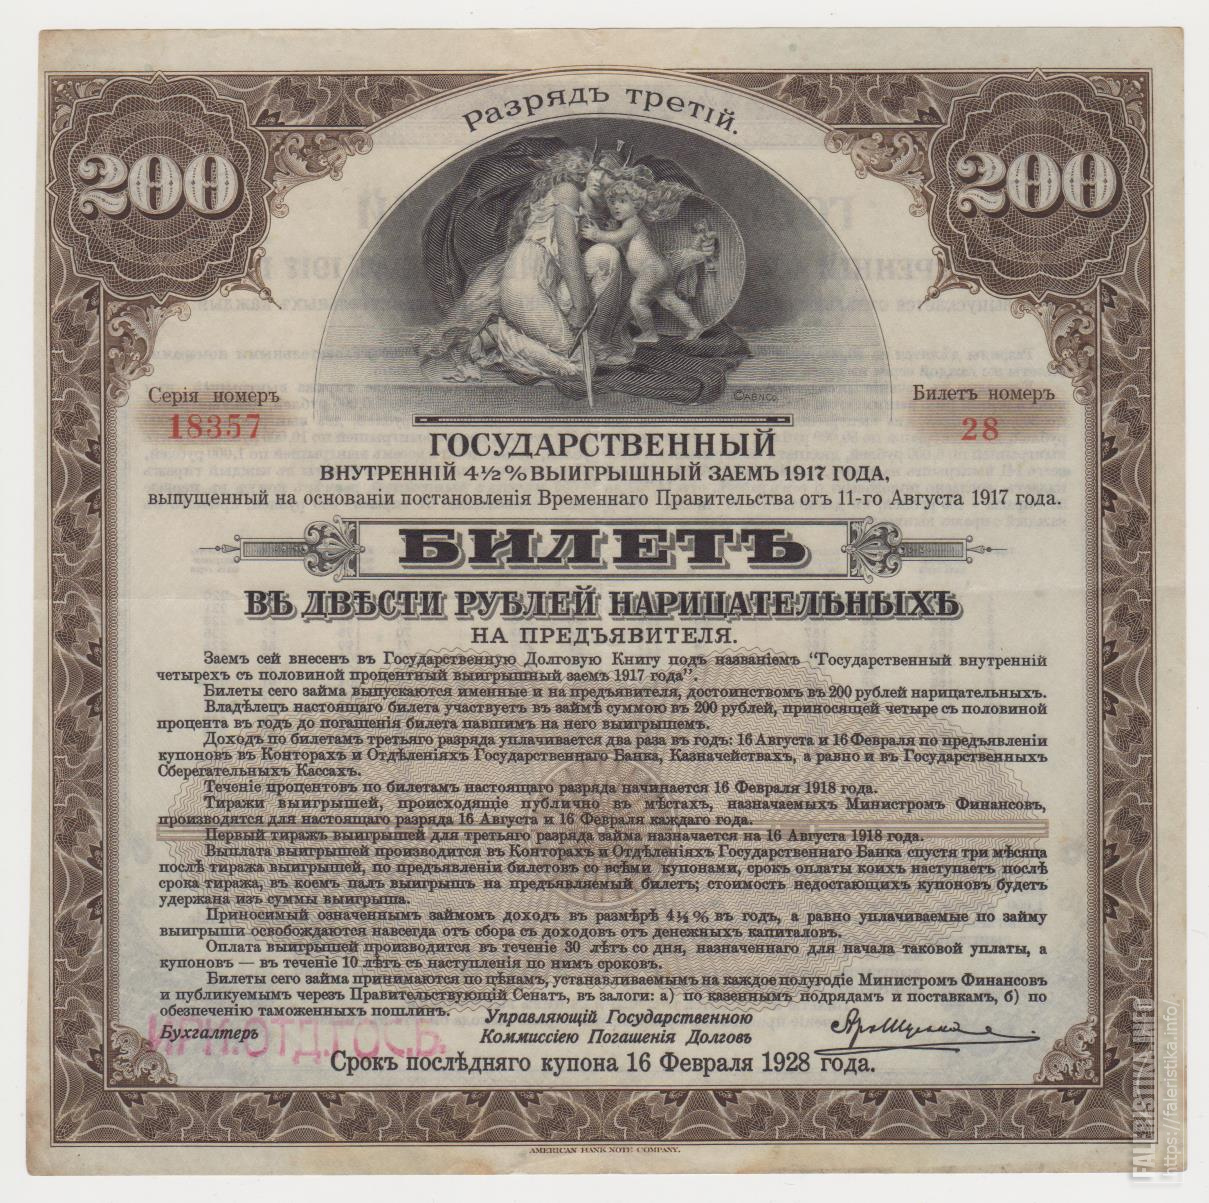 Разрядъ третій.
200
200
©ABNCo.
Серія номеръ
18357
Билетъ номеръ
28
ГОСУДАРСТВЕННЫЙ
ВНУТРЕННІЙ 4½% ВЫИГРЫШНЫЙ ЗАЕМЪ 1917 ГОДА,
выпущенный на основаніи постановленія Временнаго Правительства отъ 11-го Августа 1917 года.
БИЛЕТЪ
ВЪ ДВѢСТИ РУБЛЕЙ НАРИЦАТЕЛЬНЫХЪ
НА ПРЕДЪЯВИТЕЛЯ.
Заемъ сей внесенъ въ Государственную Долговую Книгу подъ названіемъ "Государственный внутренній
четырехъ съ половиной процентный выигрышный заемъ 1917 года".
Билеты сего займа выпускаются именные и на предъявителя, достоинствомъ въ 200 рублей нарицательныхъ.
Владѣлецъ настоящаго билета участвуетъ въ займѣ суммою въ 200 рублей, приносящей четыре съ половиной
процента въ годъ до погашенія билета павшимъ на него выигрышемъ.
Доходъ по билетамъ третьяго разряда уплачивается два раза въ годъ: 16 Августа и 16 Февраля по предъявленіи
купоновъ въ Конторахъ и Отдѣленіяхъ Государственнаго Банка, Казначействахъ, а равно и въ Государственныхъ
Сберегательныхъ Кассахъ.
Теченіе процентовъ по билетамъ настоящаго разряда начинается 16 Февраля 1918 года.
Тиражи выигрышей, происходящіе публично въ мѣстахъ, назначаемыхъ Министромъ Финансовъ,
производятся для настоящаго разряда 16 Августа и 16 Февраля каждаго года.
Первый тиражъ выигрышей для третьяго разряда займа назначается на 16 Августа 1918 года.
Выплата выигрышей производится въ Конторахъ и Отдѣленіяхъ Государственнаго Банка спустя три мѣсяца
послѣ тиража выигрышей, по предъявленіи билетовъ со всѣми купонами, срокъ оплаты коихъ наступаетъ послѣ
срока тиража, въ коемъ палъ выигрышъ на предъявляемый билетъ; стоимость недостающихъ купоновъ будетъ
удержана изъ суммы выигрыша.
Приносимый означеннымъ займомъ доходъ въ размѣрѣ 4½% въ годъ, а равно уплачиваемые по займу
выигрыши освобождаются навсегда отъ сбора съ доходовъ отъ денежныхъ капиталовъ.
Оплата выигрышей производится въ теченіе 30 лѣтъ со дня, назначеннаго для начала таковой уплаты, а
купоновъ — въ теченіе 10 лѣтъ съ наступленія по нимъ сроковъ.
Билеты сего займа принимаются по цѣнамъ, устанавливаемымъ на каждое полугодіе Министромъ Финансовъ
и публикуемымъ черезъ Правительствующій Сенатъ, въ залоги: а) по казеннымъ подрядамъ и поставкамъ, б) по
обезпеченію таможенныхъ пошлинъ.
Управляющій Государственною
Коммиссіею Погашенія Долговъ
Бухгалтеръ
ИРК.ОТД.ГОС.Б.
Срокъ послѣдняго купона 16 Февраля 1928 года.
AMERICAN BANK NOTE COMPANY.
FALERISTIKA.INFO
https://faleristika.info/